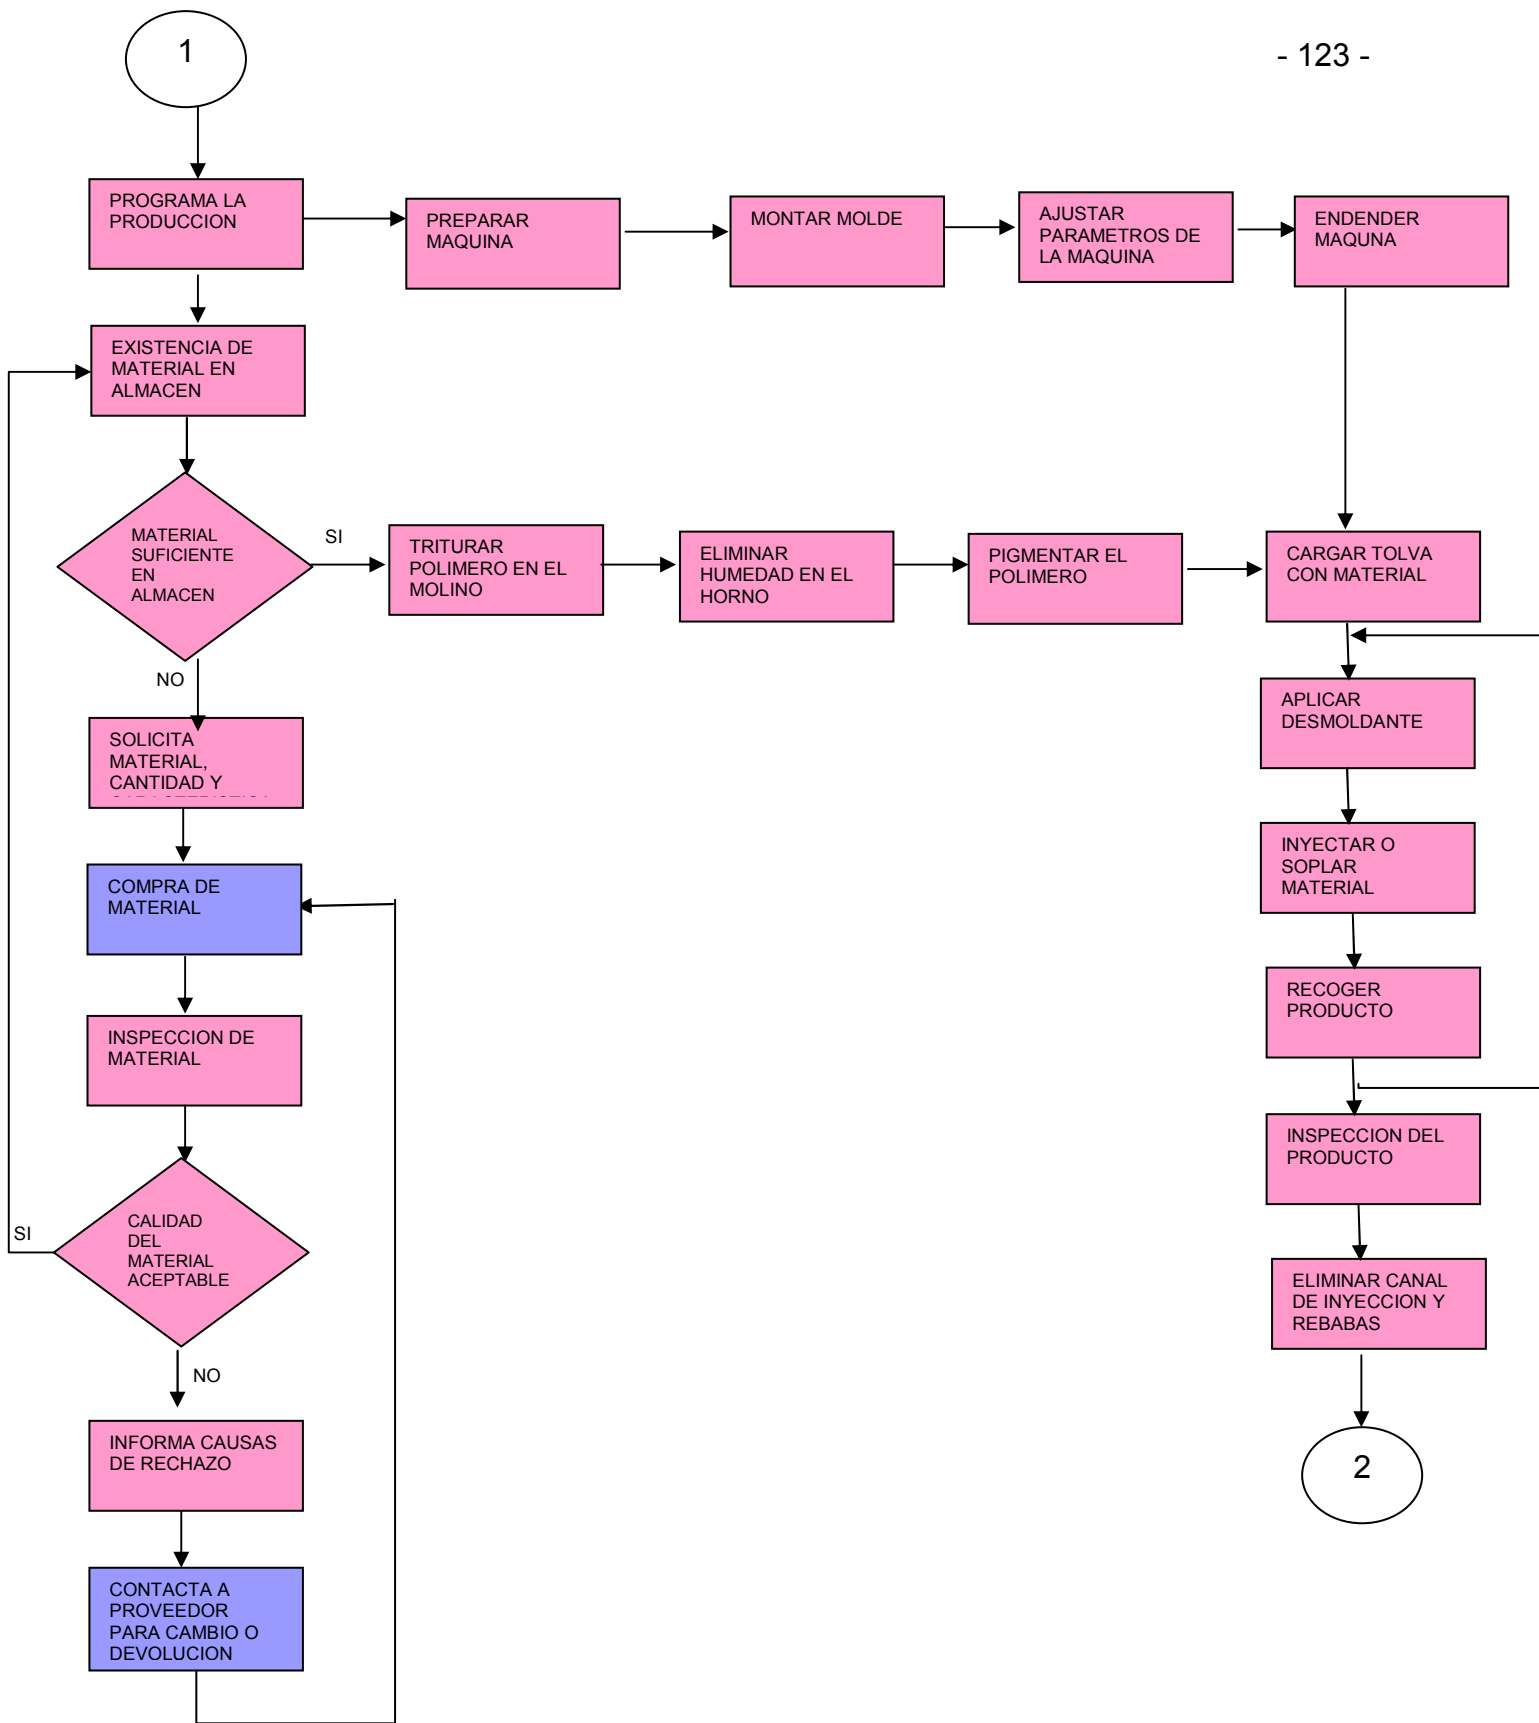 1
- 123 -
PROGRAMA LA
PRODUCCION
PREPARAR
MAQUINA
MONTAR MOLDE
AJUSTAR
PARAMETROS DE
LA MAQUINA
ENDENDER
MAQUNA
EXISTENCIA DE
MATERIAL EN
ALMACEN
MATERIAL
SUFICIENTE
EN
ALMACEN
SI
TRITURAR
POLIMERO EN EL
MOLINO
ELIMINAR
HUMEDAD EN EL
HORNO
PIGMENTAR EL
POLIMERO
CARGAR TOLVA
CON MATERIAL
NO
SOLICITA
MATERIAL,
CANTIDAD Y
APLICAR
DESMOLDANTE
COMPRA DE
MATERIAL
INYECTAR O
SOPLAR
MATERIAL
INSPECCION DE
MATERIAL
RECOGER
PRODUCTO
INSPECCION DEL
PRODUCTO
SI
CALIDAD
DEL
MATERIAL
ACEPTABLE
ELIMINAR CANAL
DE INYECCION Y
REBABAS
NO
INFORMA CAUSAS
DE RECHAZO
2
CONTACTA A
PROVEEDOR
PARA CAMBIO O
DEVOLUCION